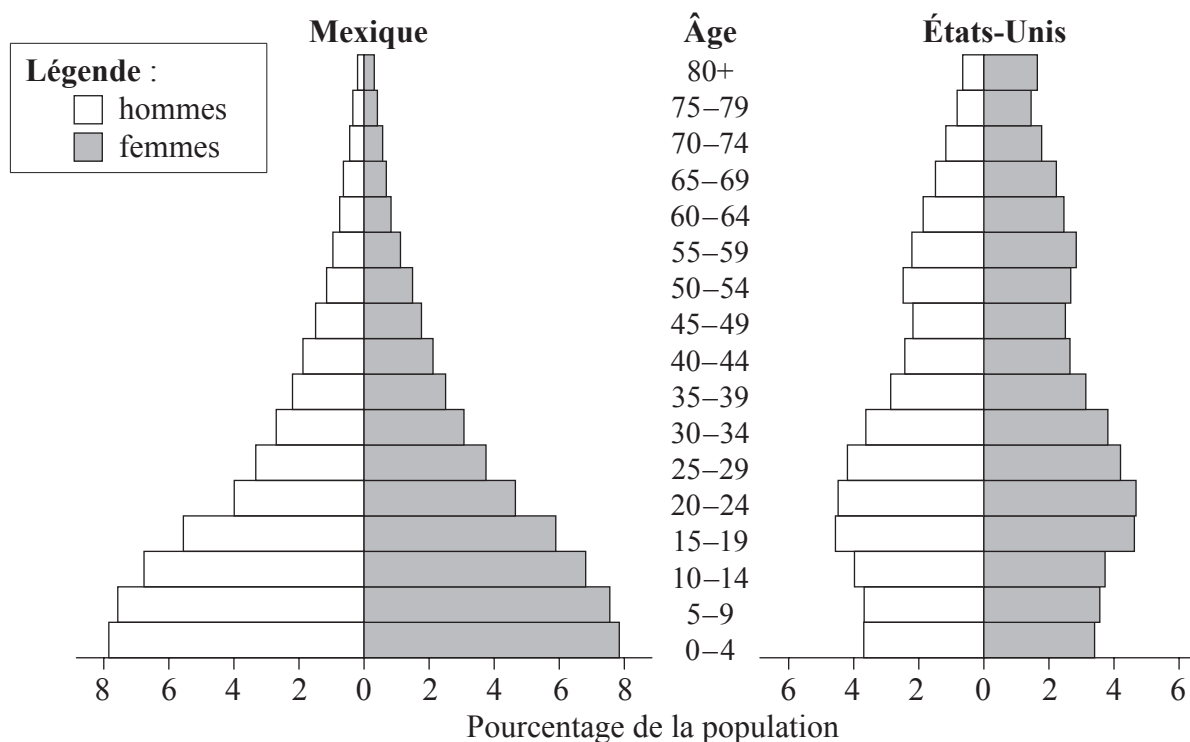 Mexique
Âge
États-Unis
Légende :
hommes
femmes
80+
75–79
70–74
65–69
60–64
55–59
50–54
45–49
40–44
35–39
30–34
25–29
20–24
15–19
10–14
5–9
0–4
8 6 4 2 0 2 4 6 8
6 4 2 0 2 4 6
Pourcentage de la population